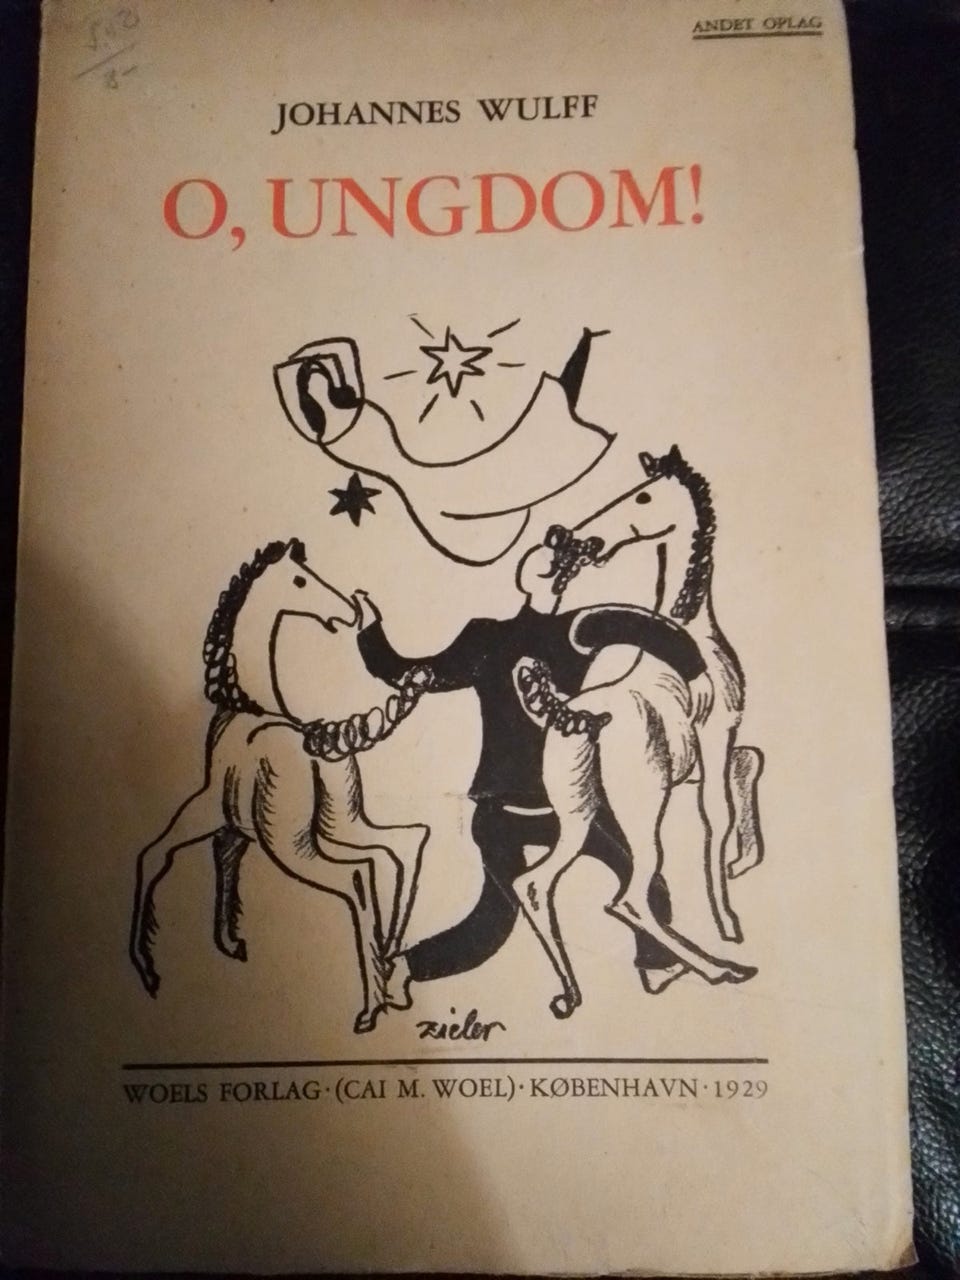 ANDET OPLAG
JOHANNES WULFF
O, UNGDOM!
zieler
WOELS FORLAG · (CAI M. WOEL) · KØBENHAVN · 1929